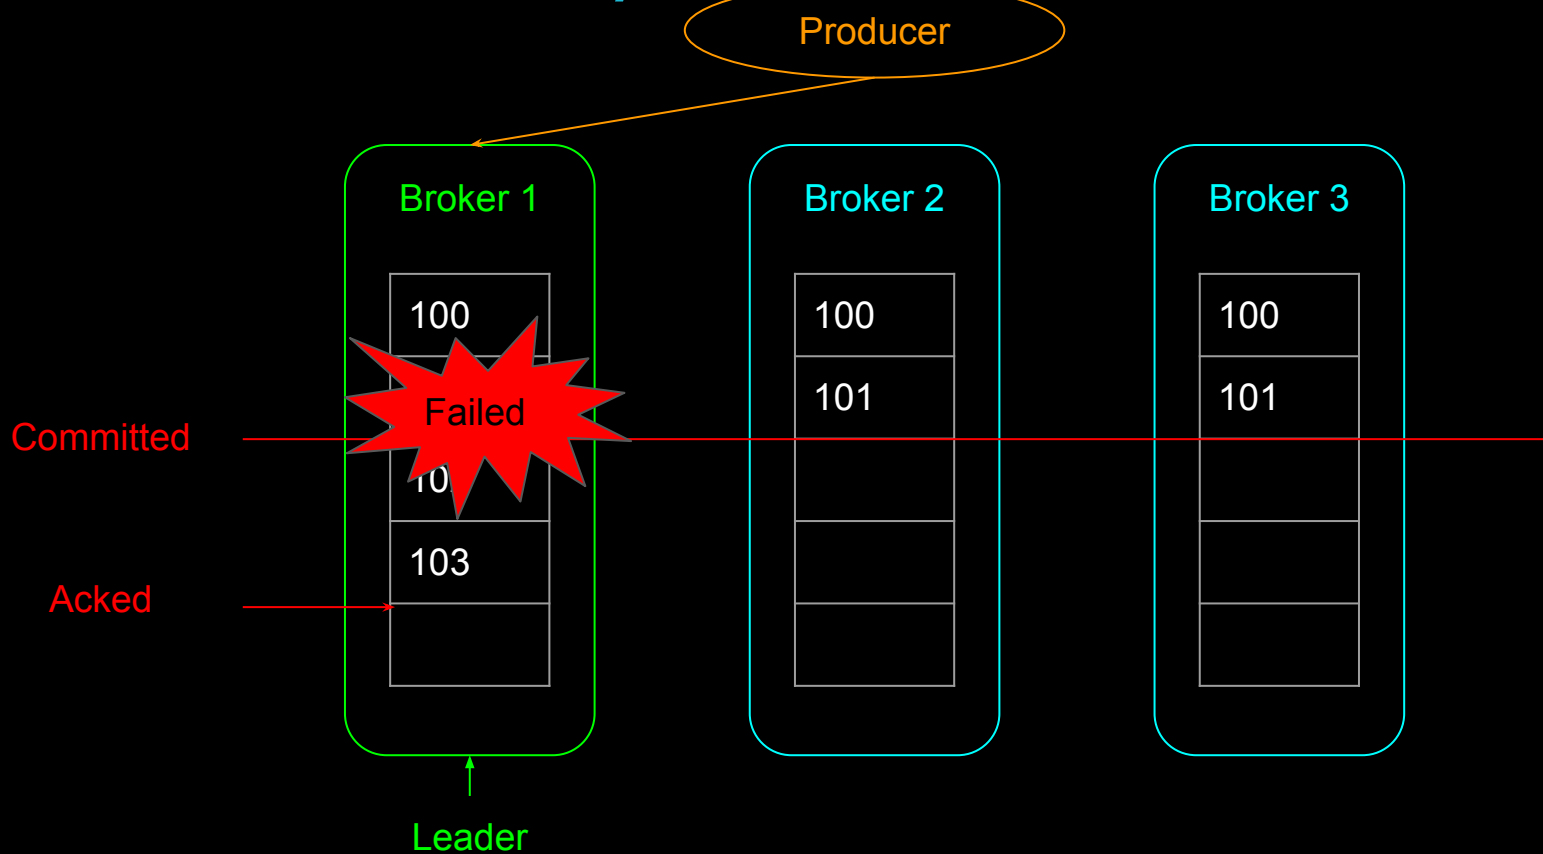 Producer
Broker 1
Broker 2
Broker 3
100
100
100
101
101
Failed
Committed
103
Acked
Leader